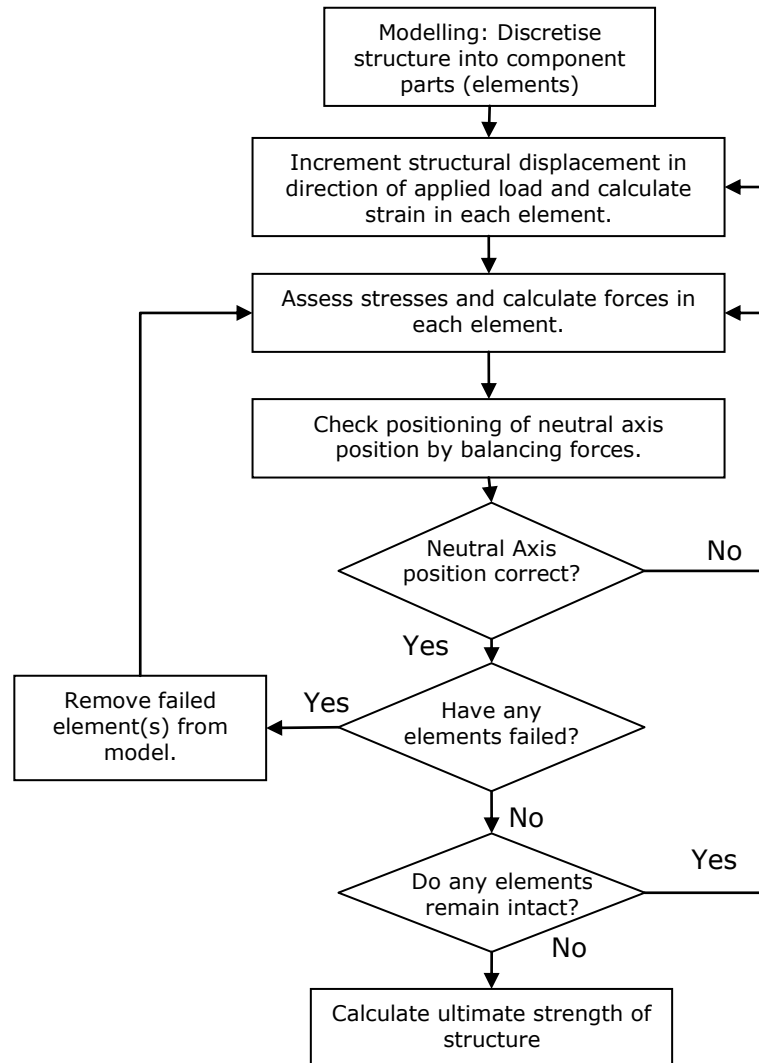 Modelling: Discretise
structure into component
parts (elements)
Increment structural displacement in
direction of applied load and calculate
strain in each element.
Assess stresses and calculate forces in
each element.
Check positioning of neutral axis
position by balancing forces.
Neutral Axis
position correct?
No
Yes
Remove failed
element(s) from
model.
Yes
Have any
elements failed?
No
Do any elements
remain intact?
Yes
No
Calculate ultimate strength of
structure